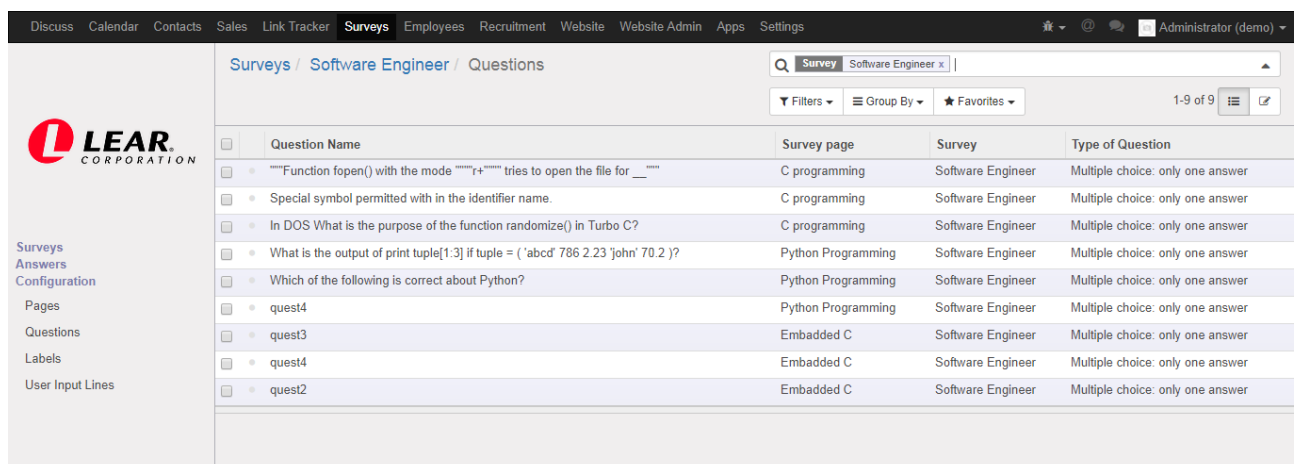 Discuss Calendar Contacts Sales Link Tracker Surveys Employees Recruitment Website Website Admin Apps Settings @ Administrator (demo)
Surveys / Software Engineer / Questions
Survey Software Engineer x
Filters Group By Favorites 1-9 of 9
LEAR.
CORPORATION
Surveys
Answers
Configuration
Pages
Questions
Labels
User Input Lines
Question Name Survey page Survey Type of Question
"""Function fopen() with the mode """"r+"""" tries to open the file for __""" C programming Software Engineer Multiple choice: only one answer
Special symbol permitted with in the identifier name. C programming Software Engineer Multiple choice: only one answer
In DOS What is the purpose of the function randomize() in Turbo C? C programming Software Engineer Multiple choice: only one answer
What is the output of print tuple[1:3] if tuple = ( 'abcd' 786 2.23 'john' 70.2 )? Python Programming Software Engineer Multiple choice: only one answer
Which of the following is correct about Python? Python Programming Software Engineer Multiple choice: only one answer
quest4 Python Programming Software Engineer Multiple choice: only one answer
quest3 Embadded C Software Engineer Multiple choice: only one answer
quest4 Embadded C Software Engineer Multiple choice: only one answer
quest2 Embadded C Software Engineer Multiple choice: only one answer